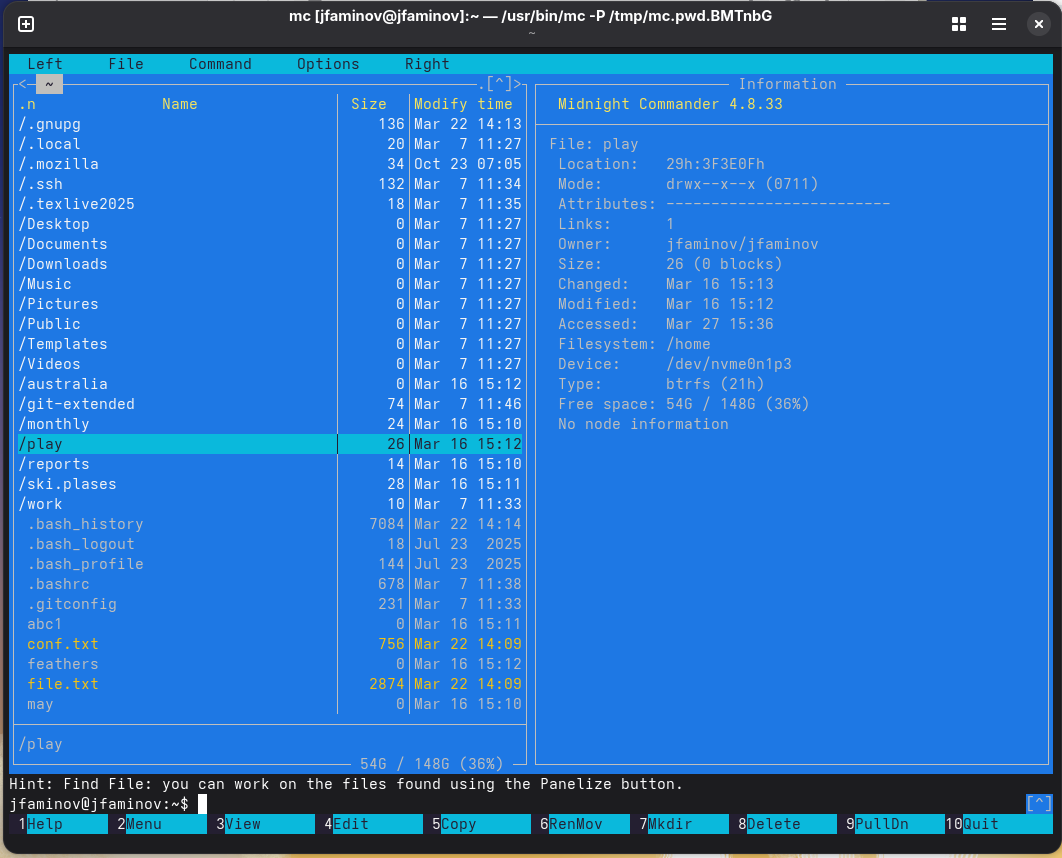 mc [jfaminov@jfaminov]:~ — /usr/bin/mc -P /tmp/mc.pwd.BMTnbG
~
Left File Command Options Right
<─ ~ .[^]>
.n Name Size Modify time
/.gnupg 136 Mar 22 14:13
/.local 20 Mar 7 11:27
/.mozilla 34 Oct 23 07:05
/.ssh 132 Mar 7 11:34
/.texlive2025 18 Mar 7 11:35
/Desktop 0 Mar 7 11:27
/Documents 0 Mar 7 11:27
/Downloads 0 Mar 7 11:27
/Music 0 Mar 7 11:27
/Pictures 0 Mar 7 11:27
/Public 0 Mar 7 11:27
/Templates 0 Mar 7 11:27
/Videos 0 Mar 7 11:27
/australia 0 Mar 16 15:12
/git-extended 74 Mar 7 11:46
/monthly 24 Mar 16 15:10
/play 26 Mar 16 15:12
/reports 14 Mar 16 15:10
/ski.plases 28 Mar 16 15:11
/work 10 Mar 7 11:33
.bash_history 7084 Mar 22 14:14
.bash_logout 18 Jul 23 2025
.bash_profile 144 Jul 23 2025
.bashrc 678 Mar 7 11:38
.gitconfig 231 Mar 7 11:33
abc1 0 Mar 16 15:11
conf.txt 756 Mar 22 14:09
feathers 0 Mar 16 15:12
file.txt 2874 Mar 22 14:09
may 0 Mar 16 15:10
/play
54G / 148G (36%)
Information
Midnight Commander 4.8.33
File: play
Location: 29h:3F3E0Fh
Mode: drwx--x--x (0711)
Attributes: -------------------------
Links: 1
Owner: jfaminov/jfaminov
Size: 26 (0 blocks)
Changed: Mar 16 15:13
Modified: Mar 16 15:12
Accessed: Mar 27 15:36
Filesystem: /home
Device: /dev/nvme0n1p3
Type: btrfs (21h)
Free space: 54G / 148G (36%)
No node information
Hint: Find File: you can work on the files found using the Panelize button.
jfaminov@jfaminov:~$ [^]
1Help 2Menu 3View 4Edit 5Copy 6RenMov 7Mkdir 8Delete 9PullDn 10Quit